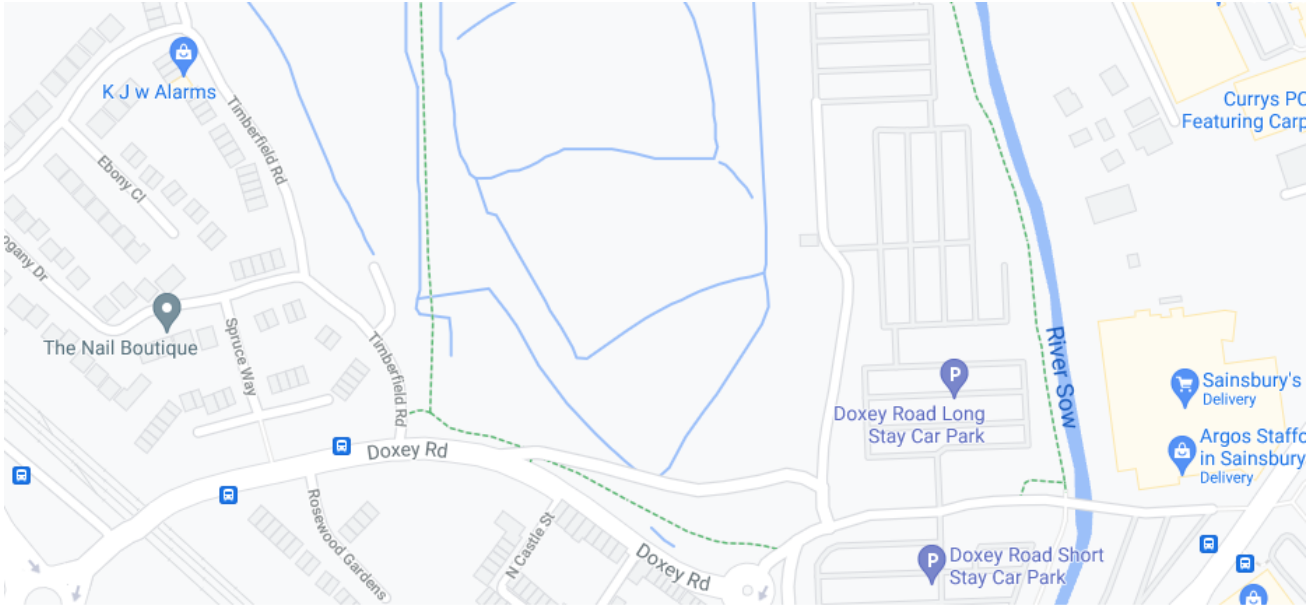 K J w Alarms
Timberfield Rd
Currys PC
Featuring Carp
Ebony Cl
ogany Dr
The Nail Boutique
Spruce Way
Timberfield Rd
River Sow
P
Doxey Road Long
Stay Car Park
Sainsbury's
Delivery
Argos Staffo
in Sainsbury
Delivery
Doxey Rd
Rosewood Gardens
N Castle St
Doxey Rd
P
Doxey Road Short
Stay Car Park